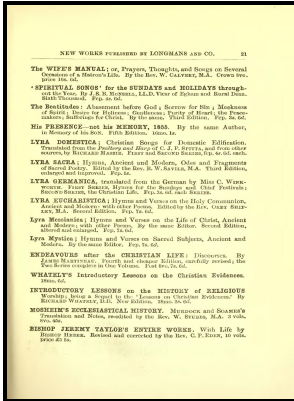 NEW WORKS PUBLISHED BY LONGMANS AND CO. 21
The WIFE'S MANUAL; or, Prayers, Thoughts, and Songs on Several
Occasions of a Matron's Life. By the Rev. W. CALVERT, M.A. Crown 8vo.
price 10s. 6d.
'SPIRITUAL SONGS' for the SUNDAYS and HOLIDAYS through-
out the Year. By J. S. B. MONSELL, LL.D. Vicar of Egham and Rural Dean.
Sixth Thousand. Fcp. 4s. 6d.
The Beatitudes: Abasement before God; Sorrow for Sin; Meekness
of Spirit; Desire for Holiness; Gentleness; Purity of Heart; the Peace-
makers; Sufferings for Christ. By the same. Third Edition. Fcp. 3s. 6d.
His PRESENCE—not his MEMORY, 1855. By the same Author,
in Memory of his SON. Fifth Edition. 16mo. 1s.
LYRA DOMESTICA; Christian Songs for Domestic Edification.
Translated from the Psaltery and Harp of C. J. P. SPITTA, and from other
sources, by RICHARD MASSIE. FIRST and SECOND SERIES, fcp. 4s. 6d. each.
LYRA SACRA; Hymns, Ancient and Modern, Odes and Fragments
of Sacred Poetry. Edited by the Rev. B. W. SAVILE, M.A. Third Edition,
enlarged and improved. Fcp. 5s.
LYRA GERMANICA, translated from the German by Miss C. WINK-
WORTH. FIRST SERIES, Hymns for the Sundays and Chief Festivals;
SECOND SERIES, the Christian Life. Fcp. 3s. 6d. each SERIES.
LYRA EUCHARISTICA; Hymns and Verses on the Holy Communion,
Ancient and Modern: with other Poems. Edited by the Rev. ORBY SHIP-
LEY, M.A. Second Edition. Fcp. 7s. 6d.
Lyra Messianica; Hymns and Verses on the Life of Christ, Ancient
and Modern; with other Poems. By the same Editor. Second Edition,
altered and enlarged. Fcp. 7s. 6d.
Lyra Mystica; Hymns and Verses on Sacred Subjects, Ancient and
Modern. By the same Editor. Fcp. 7s. 6d.
ENDEAVOURS after the CHRISTIAN LIFE: Discourses. By
JAMES MARTINEAU. Fourth and cheaper Edition, carefully revised; the
Two Series complete in One Volume. Post 8vo. 7s. 6d.
WHATELY'S Introductory Lessons on the Christian Evidences.
18mo. 6d.
INTRODUCTORY LESSONS on the HISTORY of RELIGIOUS
Worship; being a Sequel to the 'Lessons on Christian Evidences.' By
RICHARD WHATELY, D.D. New Edition. 18mo. 2s. 6d.
MOSHEIM'S ECCLESIASTICAL HISTORY. MURDOCK and SOAMES'S
Translation and Notes, re-edited by the Rev. W. STUBBS, M.A. 3 vols.
8vo. 45s.
BISHOP JEREMY TAYLOR'S ENTIRE WORKS. With Life by
BISHOP HEBER. Revised and corrected by the Rev. C. P. EDEN, 10 vols.
price £5 5s.